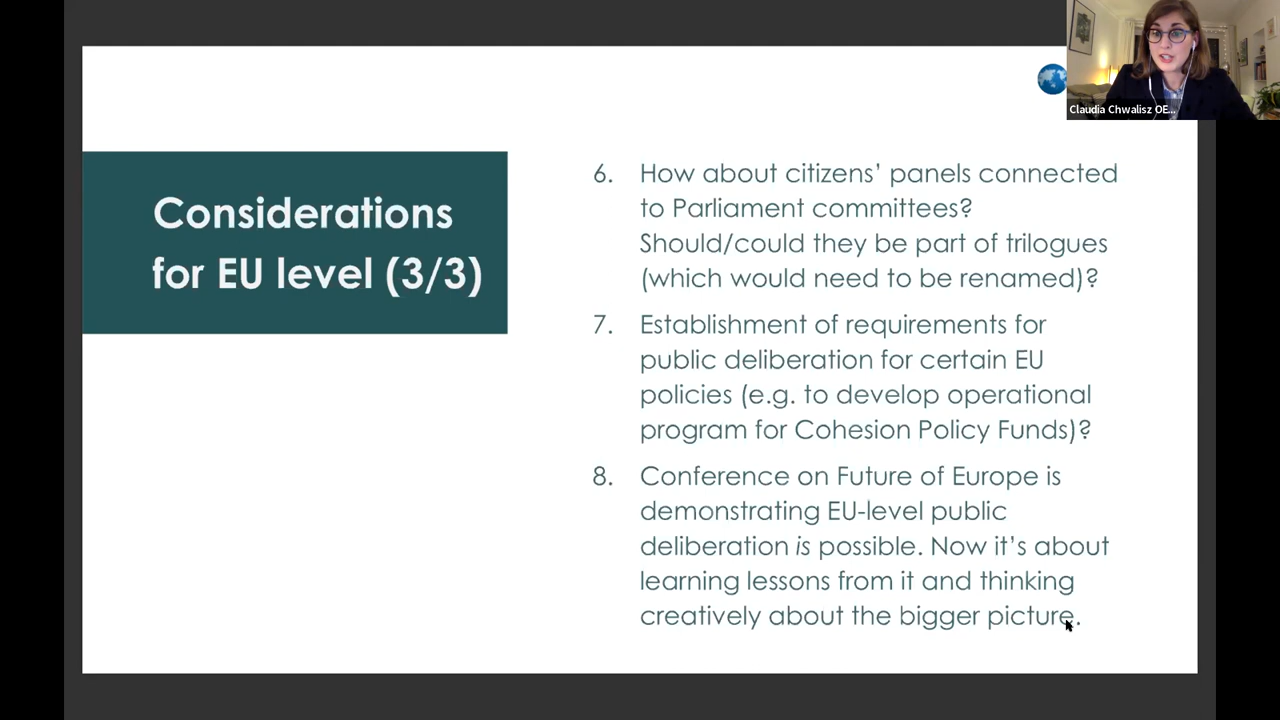 Claudia Chwalisz OE...
Considerations
for EU level (3/3)
6. How about citizens’ panels connected
to Parliament committees?
Should/could they be part of trilogues
(which would need to be renamed)?
7. Establishment of requirements for
public deliberation for certain EU
policies (e.g. to develop operational
program for Cohesion Policy Funds)?
8. Conference on Future of Europe is
demonstrating EU-level public
deliberation is possible. Now it’s about
learning lessons from it and thinking
creatively about the bigger picture.